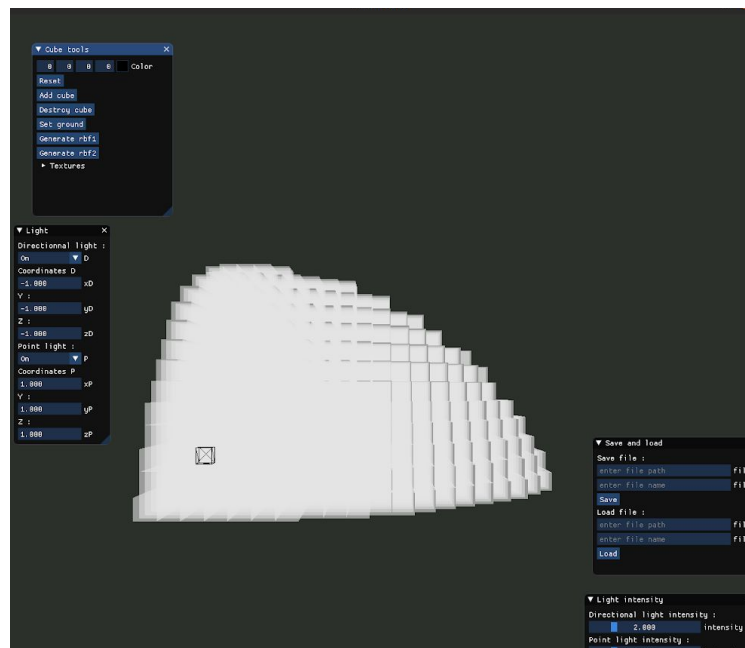 Cube tools
0 0 0 0 Color
Reset
Add cube
Destroy cube
Set ground
Generate rbf1
Generate rbf2
Textures
Light
Directionnal light :
On D
Coordinates D
-1.000 xD
Y :
-1.000 yD
Z :
-1.000 zD
Point light :
On P
Coordinates P
1.000 xP
Y :
1.000 yP
Z :
1.000 zP
Save and load
Save file :
enter file path fil
enter file name fil
Save
Load file :
enter file path fil
enter file name fil
Load
Light intensity
Directional light intensity :
2.000 intensity
Point light intensity :